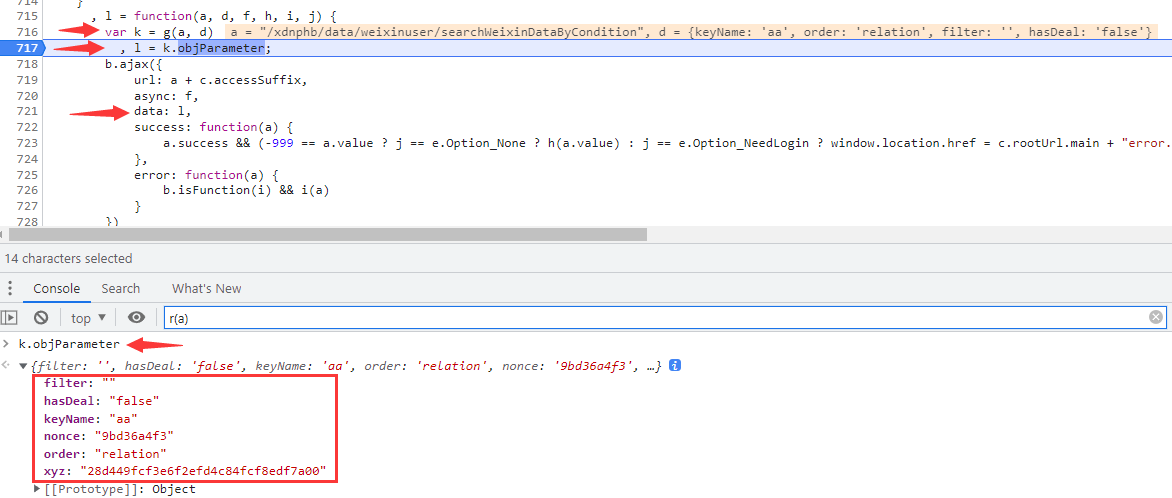 714 }
715 , l = function(a, d, f, h, i, j) {
716 var k = g(a, d) a = "/xdnphb/data/weixinuser/searchWeixinDataByCondition", d = {keyName: 'aa', order: 'relation', filter: '', hasDeal: 'false'}
717 , l = k.objParameter;
718 b.ajax({
719 url: a + c.accessSuffix,
720 async: f,
721 data: l,
722 success: function(a) {
723 a.success && (-999 == a.value ? j == e.Option_None ? h(a.value) : j == e.Option_NeedLogin ? window.location.href = c.rootUrl.main + "error.
724 },
725 error: function(a) {
726 b.isFunction(i) && i(a)
727 }
728 })
14 characters selected
Console Search What's New
top ▼ r(a)
> k.objParameter
{filter: '', hasDeal: 'false', keyName: 'aa', order: 'relation', nonce: '9bd36a4f3', …} i
filter: ""
hasDeal: "false"
keyName: "aa"
nonce: "9bd36a4f3"
order: "relation"
xyz: "28d449fcf3e6f2efd4c84fcf8edf7a00"
[[Prototype]]: Object